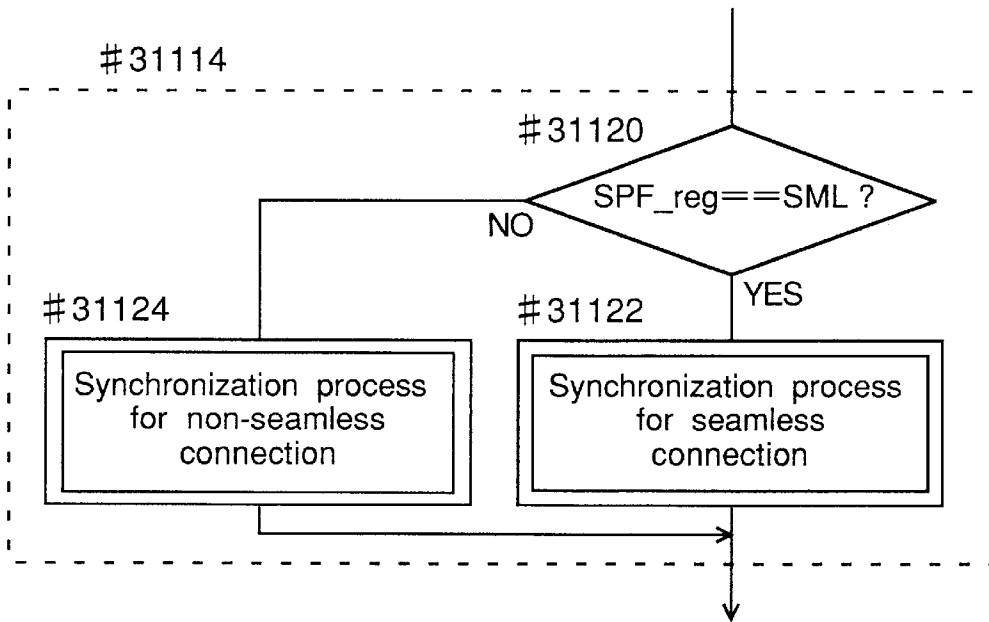 #31114
#31120
SPF_reg==SML ?
NO
YES
#31124
#31122
Synchronization process
for non-seamless
connection
Synchronization process
for seamless
connection